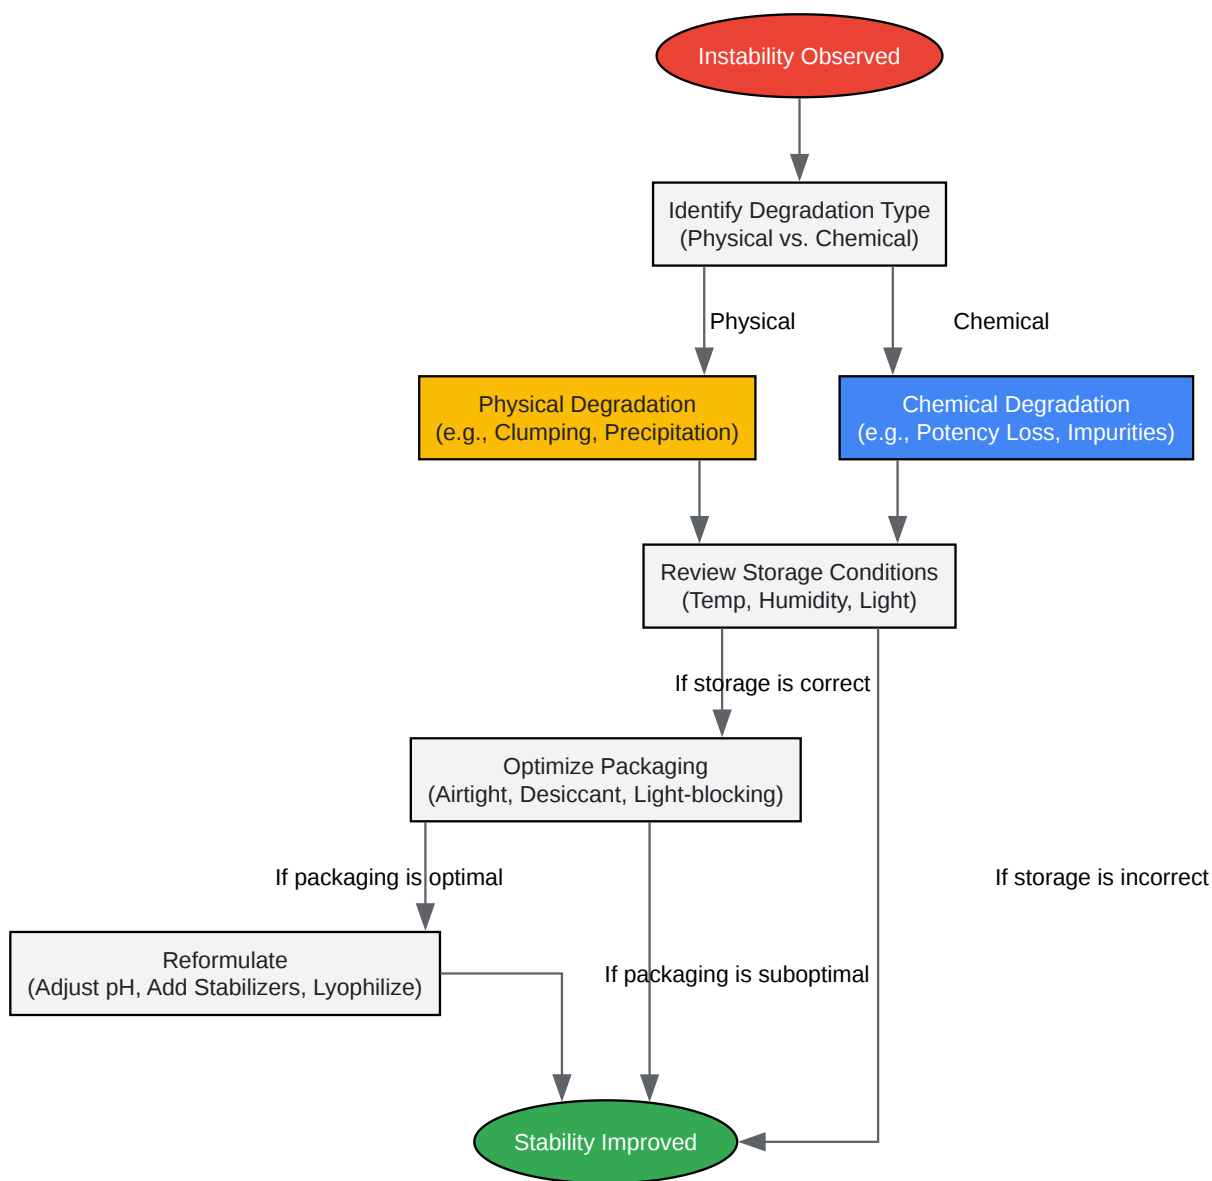 Instability Observed
Identify Degradation Type
(Physical vs. Chemical)
Physical
Chemical
Physical Degradation
(e.g., Clumping, Precipitation)
Chemical Degradation
(e.g., Potency Loss, Impurities)
Review Storage Conditions
(Temp, Humidity, Light)
If storage is correct
Optimize Packaging
(Airtight, Desiccant, Light-blocking)
If packaging is optimal
If storage is incorrect
Reformulate
(Adjust pH, Add Stabilizers, Lyophilize)
If packaging is suboptimal
Stability Improved